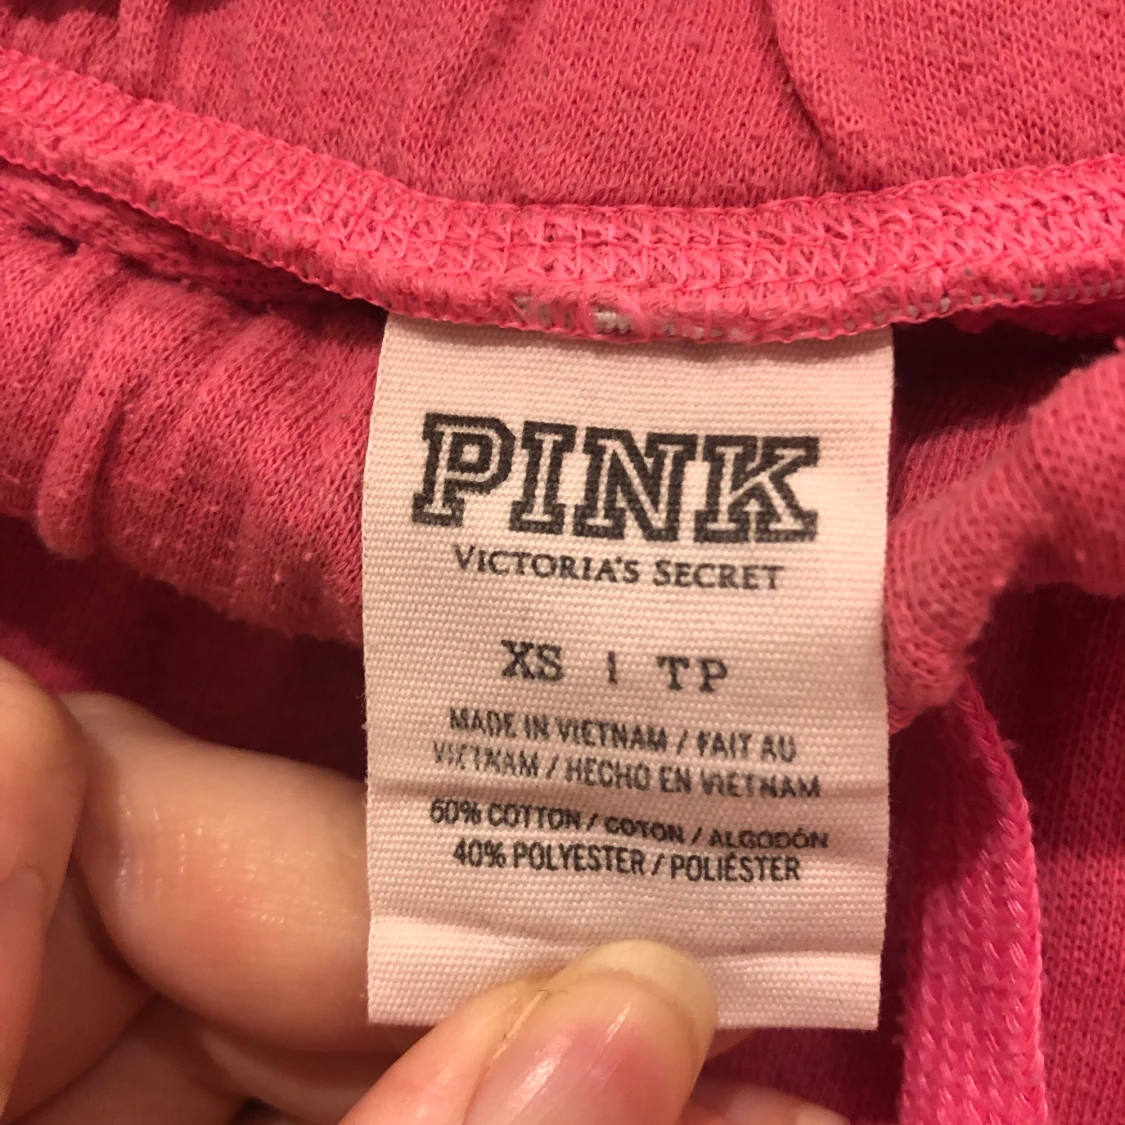 PINK
VICTORIA'S SECRET
XS | TP
MADE IN VIETNAM / FAIT AU
VIETNAM / HECHO EN VIETNAM
60% COTTON / COTON / ALGODÓN
40% POLYESTER / POLIÉSTER